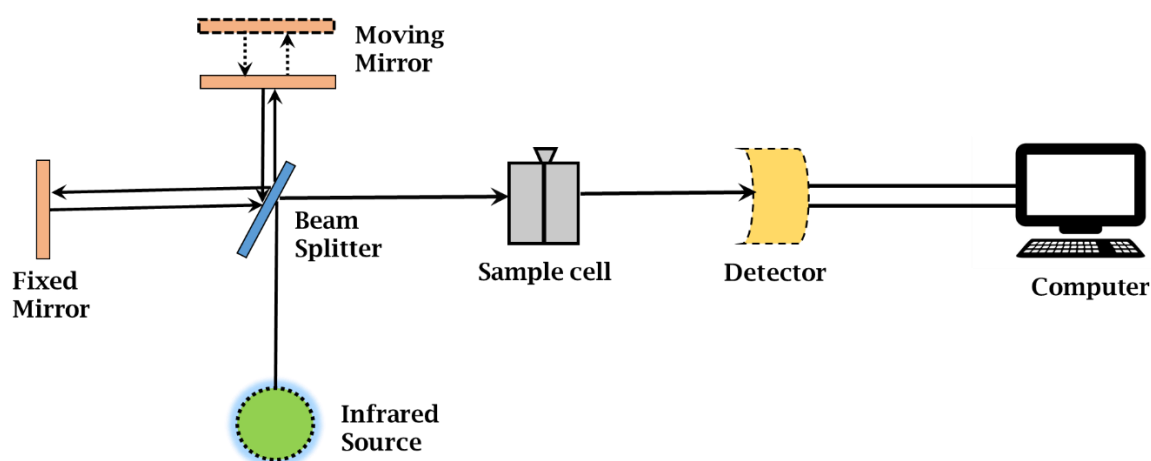 Moving
Mirror
Beam
Splitter
Fixed
Mirror
Sample cell
Detector
Computer
Infrared
Source